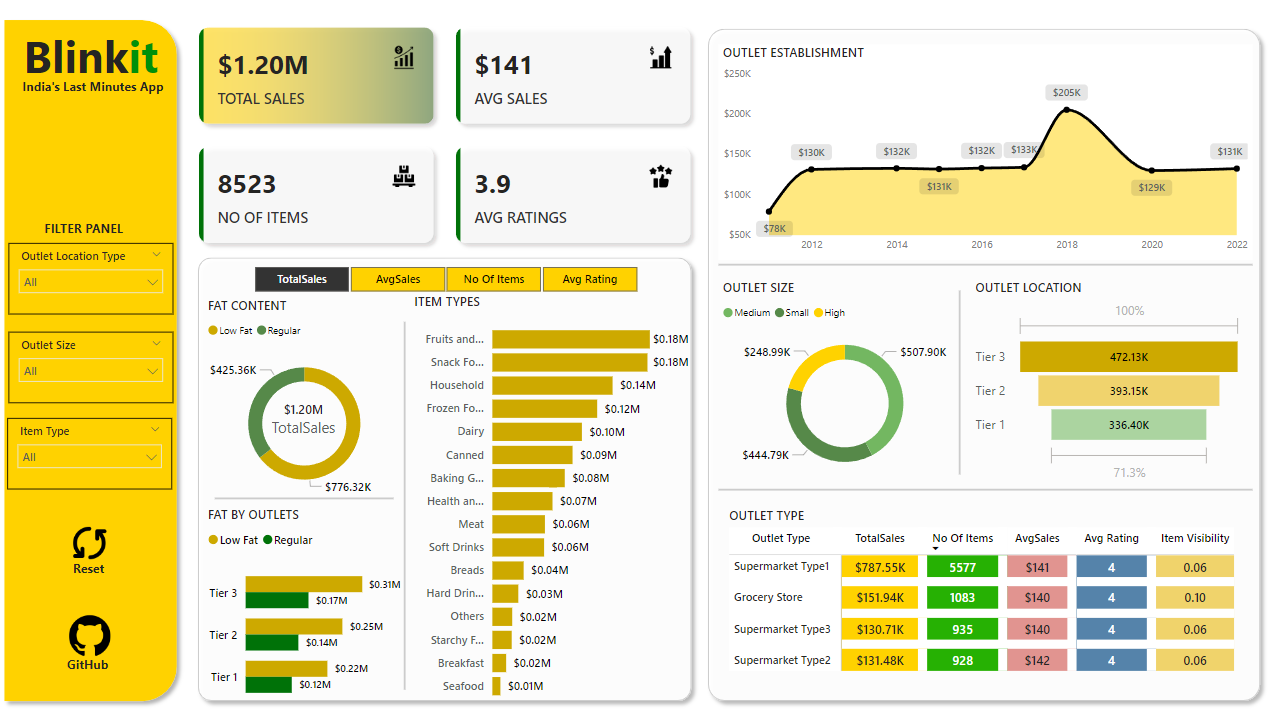 Blinkit
India's Last Minutes App
FILTER PANEL
Outlet Location Type
All
Outlet Size
All
Item Type
All
Reset
GitHub
$1.20M
TOTAL SALES
$141
AVG SALES
8523
NO OF ITEMS
3.9
AVG RATINGS
TotalSales AvgSales No Of Items Avg Rating
FAT CONTENT
Low Fat Regular
$425.36K
$1.20M
TotalSales
$776.32K
FAT BY OUTLETS
Low Fat Regular
Tier 3 $0.31M
$0.17M
Tier 2 $0.25M
$0.14M
Tier 1 $0.22M
$0.12M
ITEM TYPES
Fruits and... $0.18M
Snack Fo... $0.18M
Household $0.14M
Frozen Fo... $0.12M
Dairy $0.10M
Canned $0.09M
Baking G... $0.08M
Health an... $0.07M
Meat $0.06M
Soft Drinks $0.06M
Breads $0.04M
Hard Drin... $0.03M
Others $0.02M
Starchy F... $0.02M
Breakfast $0.02M
Seafood $0.01M
OUTLET ESTABLISHMENT
$250K
$200K
$150K
$100K
$50K
$78K
$130K
$132K
$131K
$132K
$133K
$205K
$129K
$131K
2012 2014 2016 2018 2020 2022
OUTLET SIZE
Medium Small High
$248.99K
$507.90K
$444.79K
OUTLET LOCATION
100%
Tier 3 472.13K
Tier 2 393.15K
Tier 1 336.40K
71.3%
OUTLET TYPE
Outlet Type TotalSales No Of Items AvgSales Avg Rating Item Visibility
Supermarket Type1 $787.55K 5577 $141 4 0.06
Grocery Store $151.94K 1083 $140 4 0.10
Supermarket Type3 $130.71K 935 $140 4 0.06
Supermarket Type2 $131.48K 928 $142 4 0.06